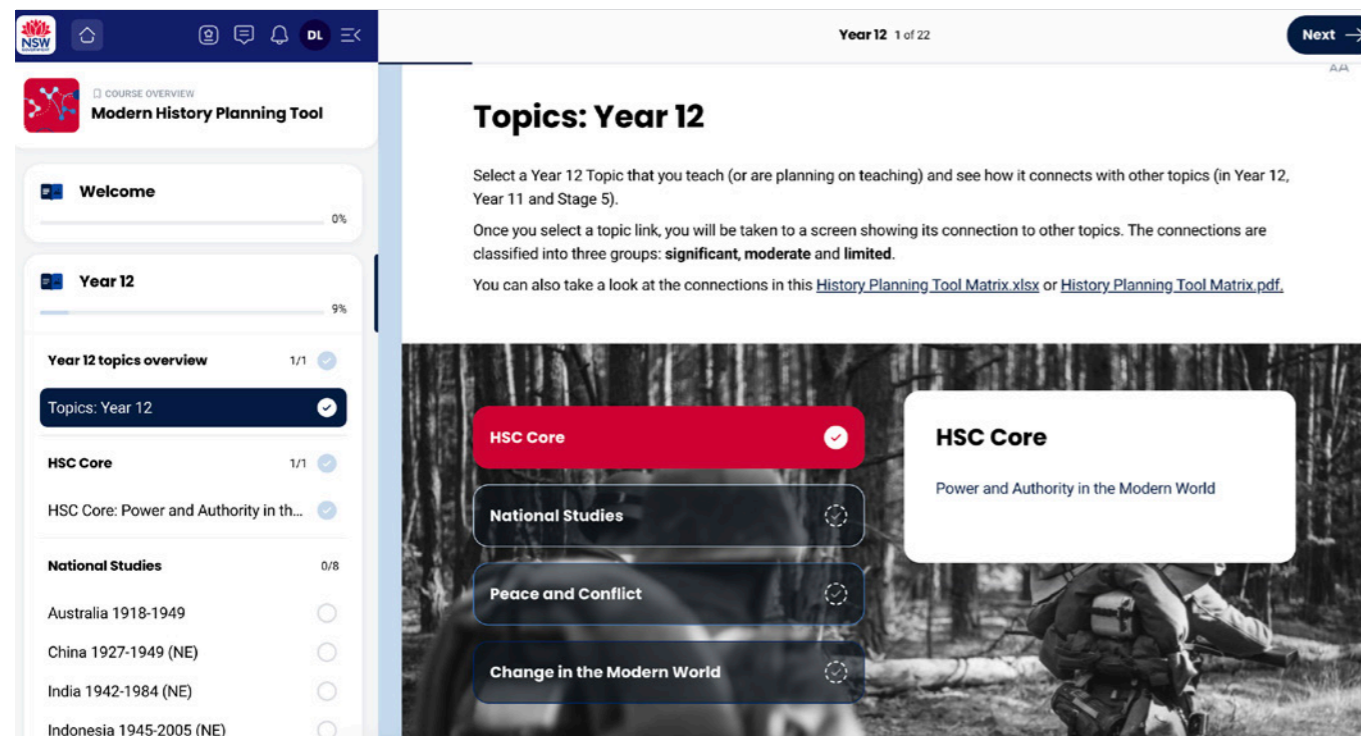 NSW
GOVERNMENT
DL
COURSE OVERVIEW
Modern History Planning Tool
Welcome
0%
Year 12
9%
Year 12 topics overview 1/1
Topics: Year 12
HSC Core 1/1
HSC Core: Power and Authority in th...
National Studies 0/8
Australia 1918-1949
China 1927-1949 (NE)
India 1942-1984 (NE)
Indonesia 1945-2005 (NE)
Year 12 1 of 22
Next →
AA
Topics: Year 12
Select a Year 12 Topic that you teach (or are planning on teaching) and see how it connects with other topics (in Year 12,
Year 11 and Stage 5).
Once you select a topic link, you will be taken to a screen showing its connection to other topics. The connections are
classified into three groups: significant, moderate and limited.
You can also take a look at the connections in this History Planning Tool Matrix.xlsx or History Planning Tool Matrix.pdf.
HSC Core
National Studies
Peace and Conflict
Change in the Modern World
HSC Core
Power and Authority in the Modern World